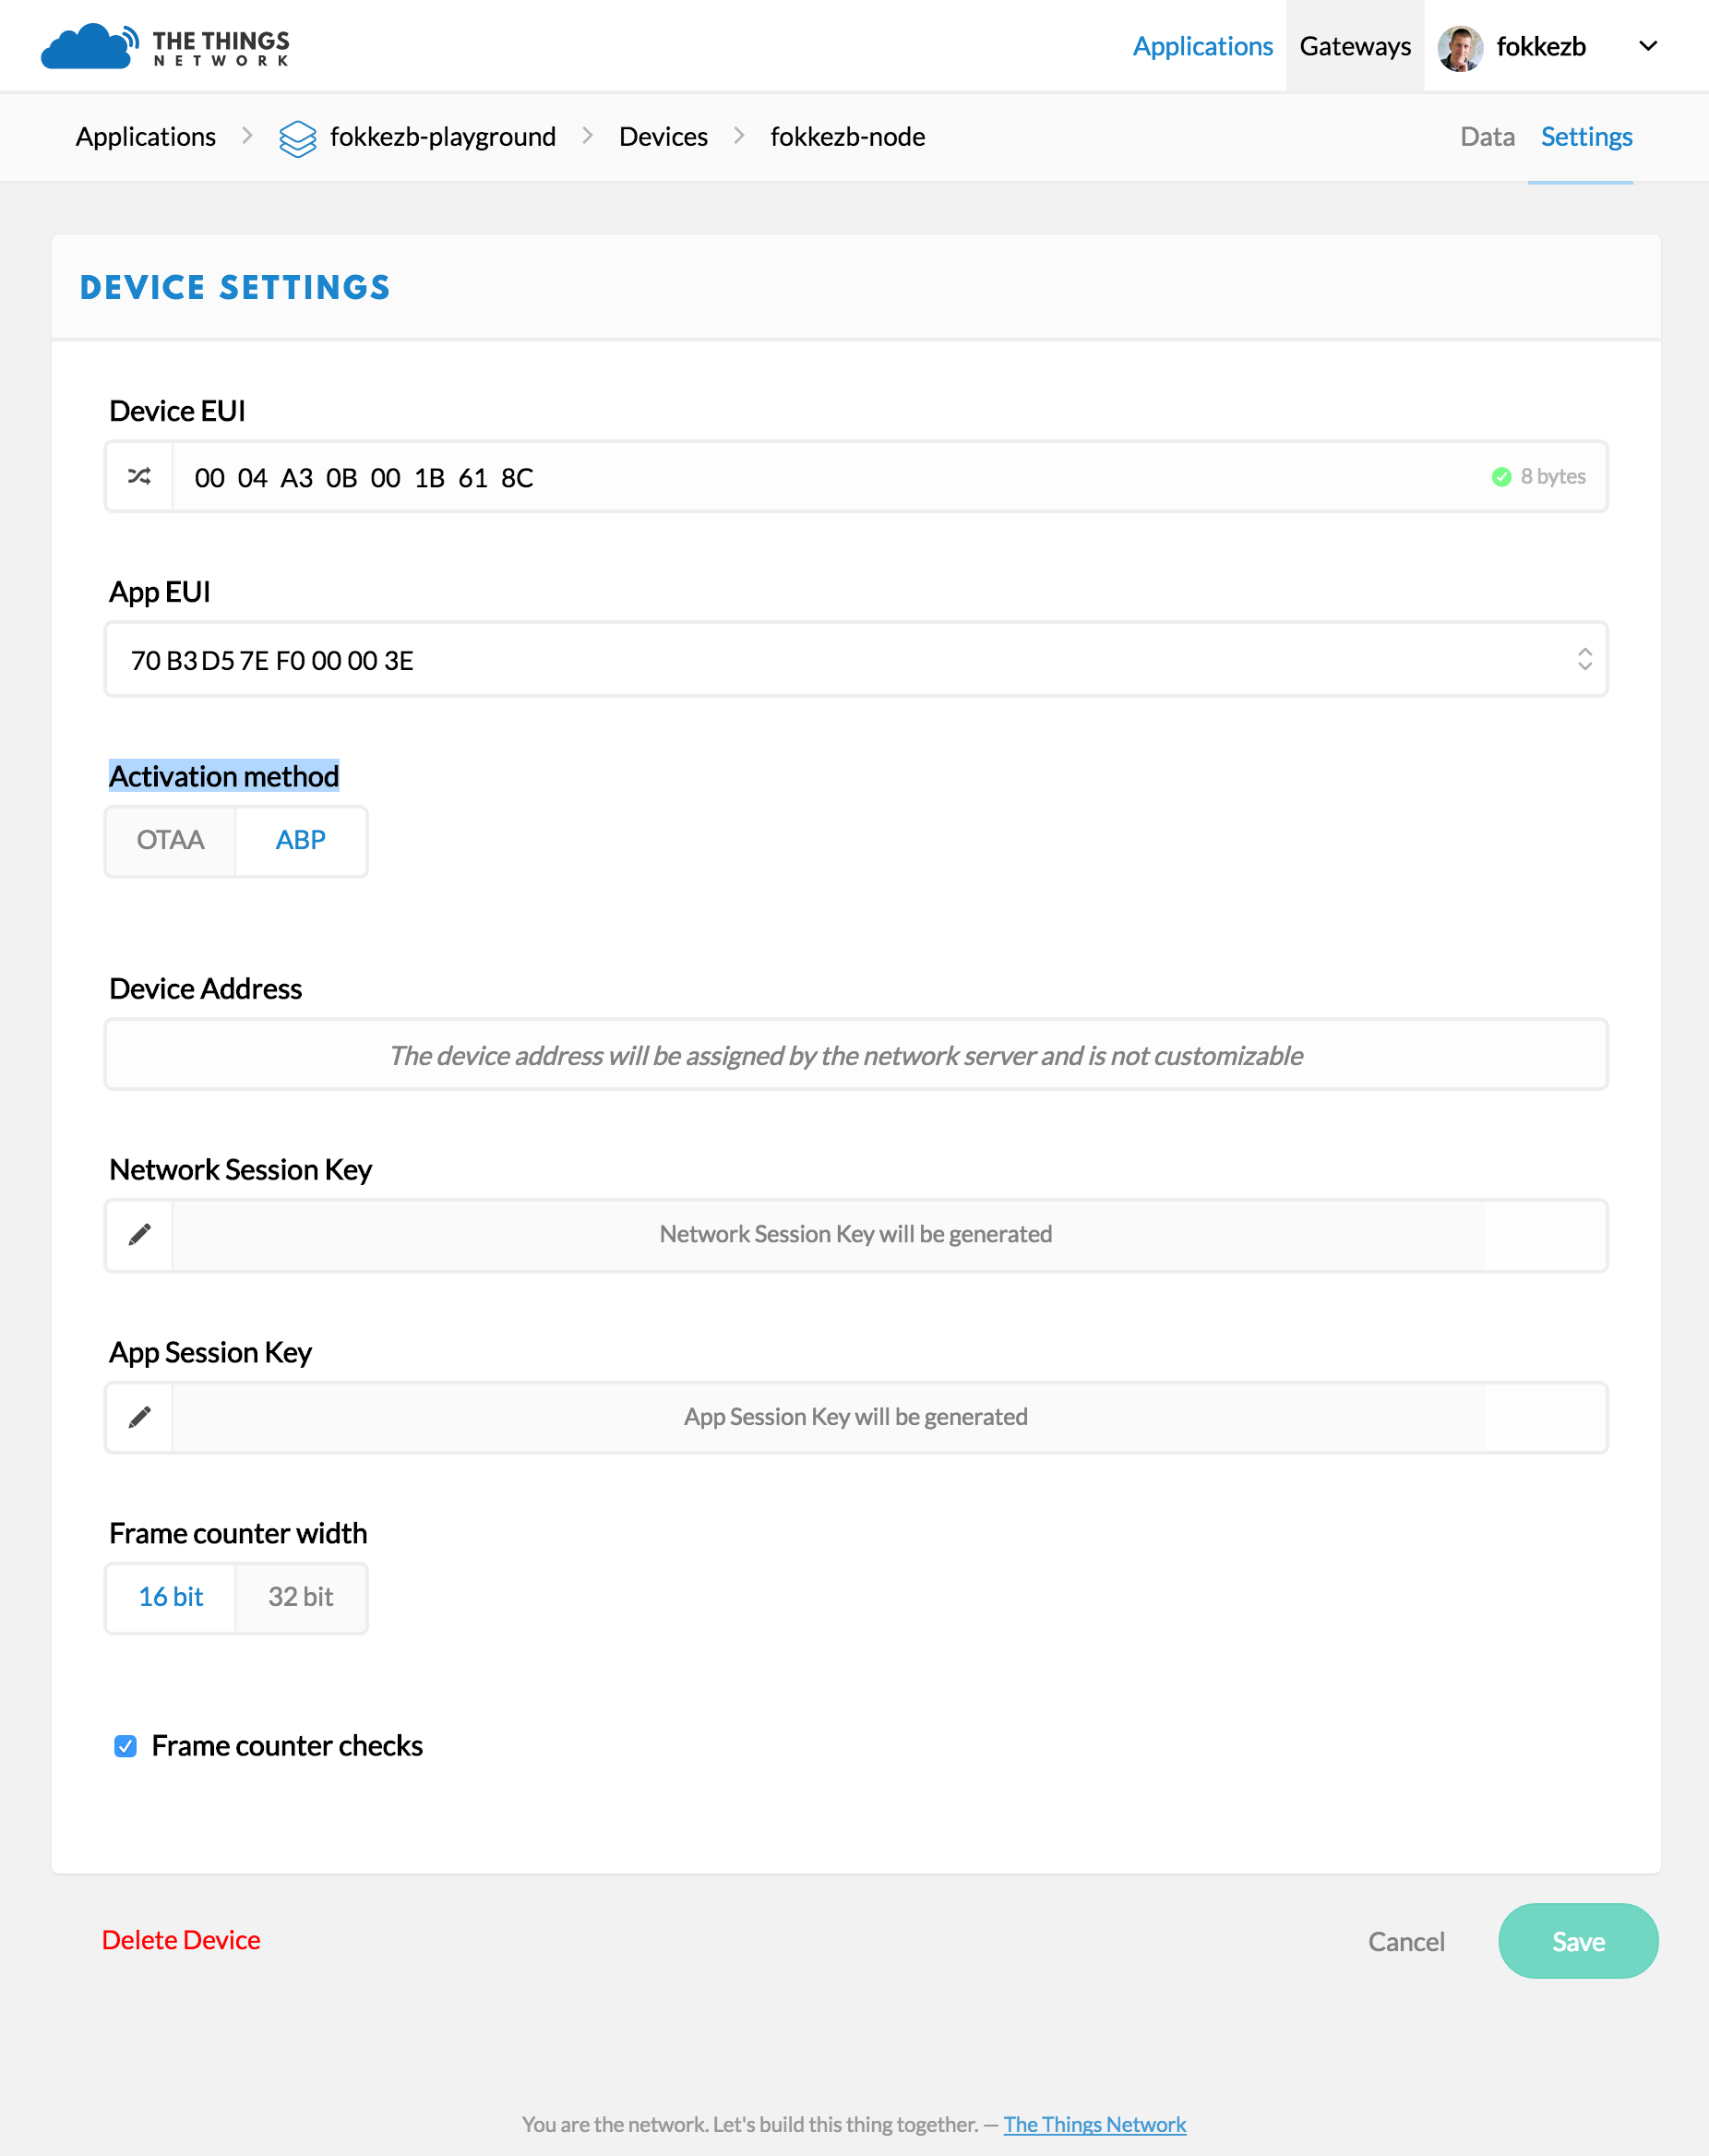 THE THINGS
NETWORK
Applications Gateways fokkezb
Applications fokkezb-playground Devices fokkezb-node Data Settings
DEVICE SETTINGS
Device EUI
00 04 A3 0B 00 1B 61 8C 8 bytes
App EUI
70 B3 D5 7E F0 00 00 3E
Activation method
OTAA ABP
Device Address
The device address will be assigned by the network server and is not customizable
Network Session Key
Network Session Key will be generated
App Session Key
App Session Key will be generated
Frame counter width
16 bit 32 bit
Frame counter checks
Delete Device Cancel Save
You are the network. Let's build this thing together. — The Things Network